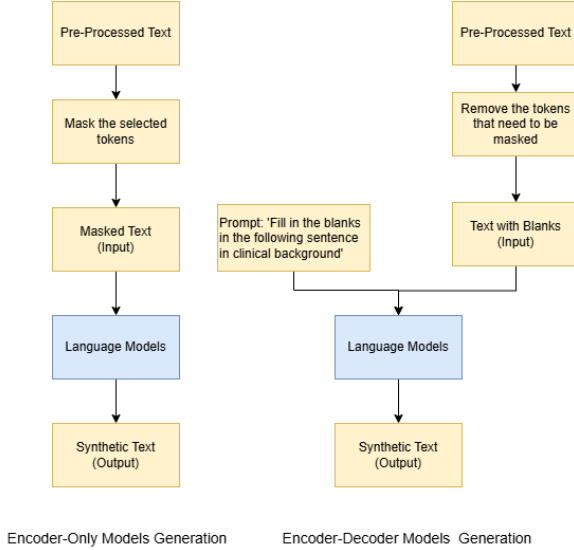 Pre-Processed Text
Mask the selected
tokens
Masked Text
(Input)
Language Models
Synthetic Text
(Output)
Encoder-Only Models Generation
Pre-Processed Text
Remove the tokens
that need to be
masked
Prompt: 'Fill in the blanks
in the following sentence
in clinical background'
Text with Blanks
(Input)
Language Models
Synthetic Text
(Output)
Encoder-Decoder Models Generation